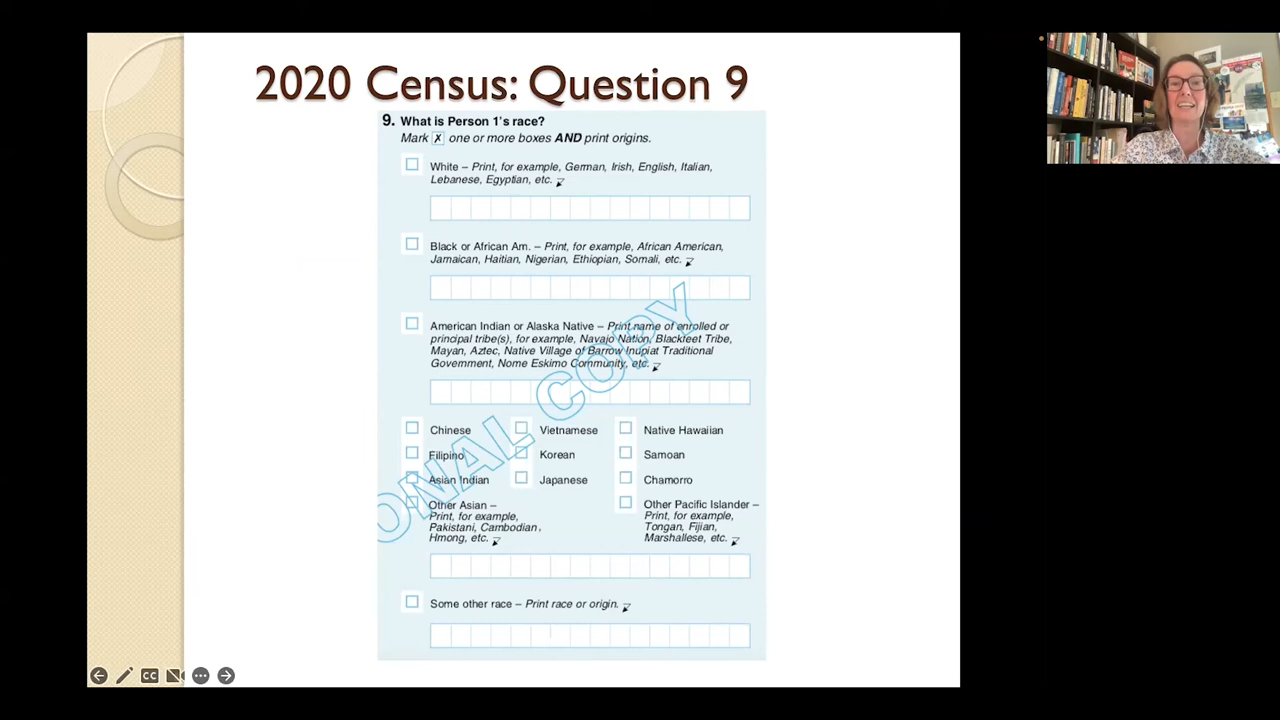 2020 Census: Question 9
9. What is Person 1's race?
Mark X one or more boxes AND print origins.
White – Print, for example, German, Irish, English, Italian,
Lebanese, Egyptian, etc.
Black or African Am. – Print, for example, African American,
Jamaican, Haitian, Nigerian, Ethiopian, Somali, etc.
American Indian or Alaska Native – Print name of enrolled or
principal tribe(s), for example, Navajo Nation, Blackfeet Tribe,
Mayan, Aztec, Native Village of Barrow Inupiat Traditional
Government, Nome Eskimo Community, etc.
Chinese Vietnamese Native Hawaiian
Filipino Korean Samoan
Asian Indian Japanese Chamorro
Other Asian –
Print, for example,
Pakistani, Cambodian,
Hmong, etc.
Other Pacific Islander –
Print, for example,
Tongan, Fijian,
Marshallese, etc.
Some other race – Print race or origin.
ONAL COPY
CC